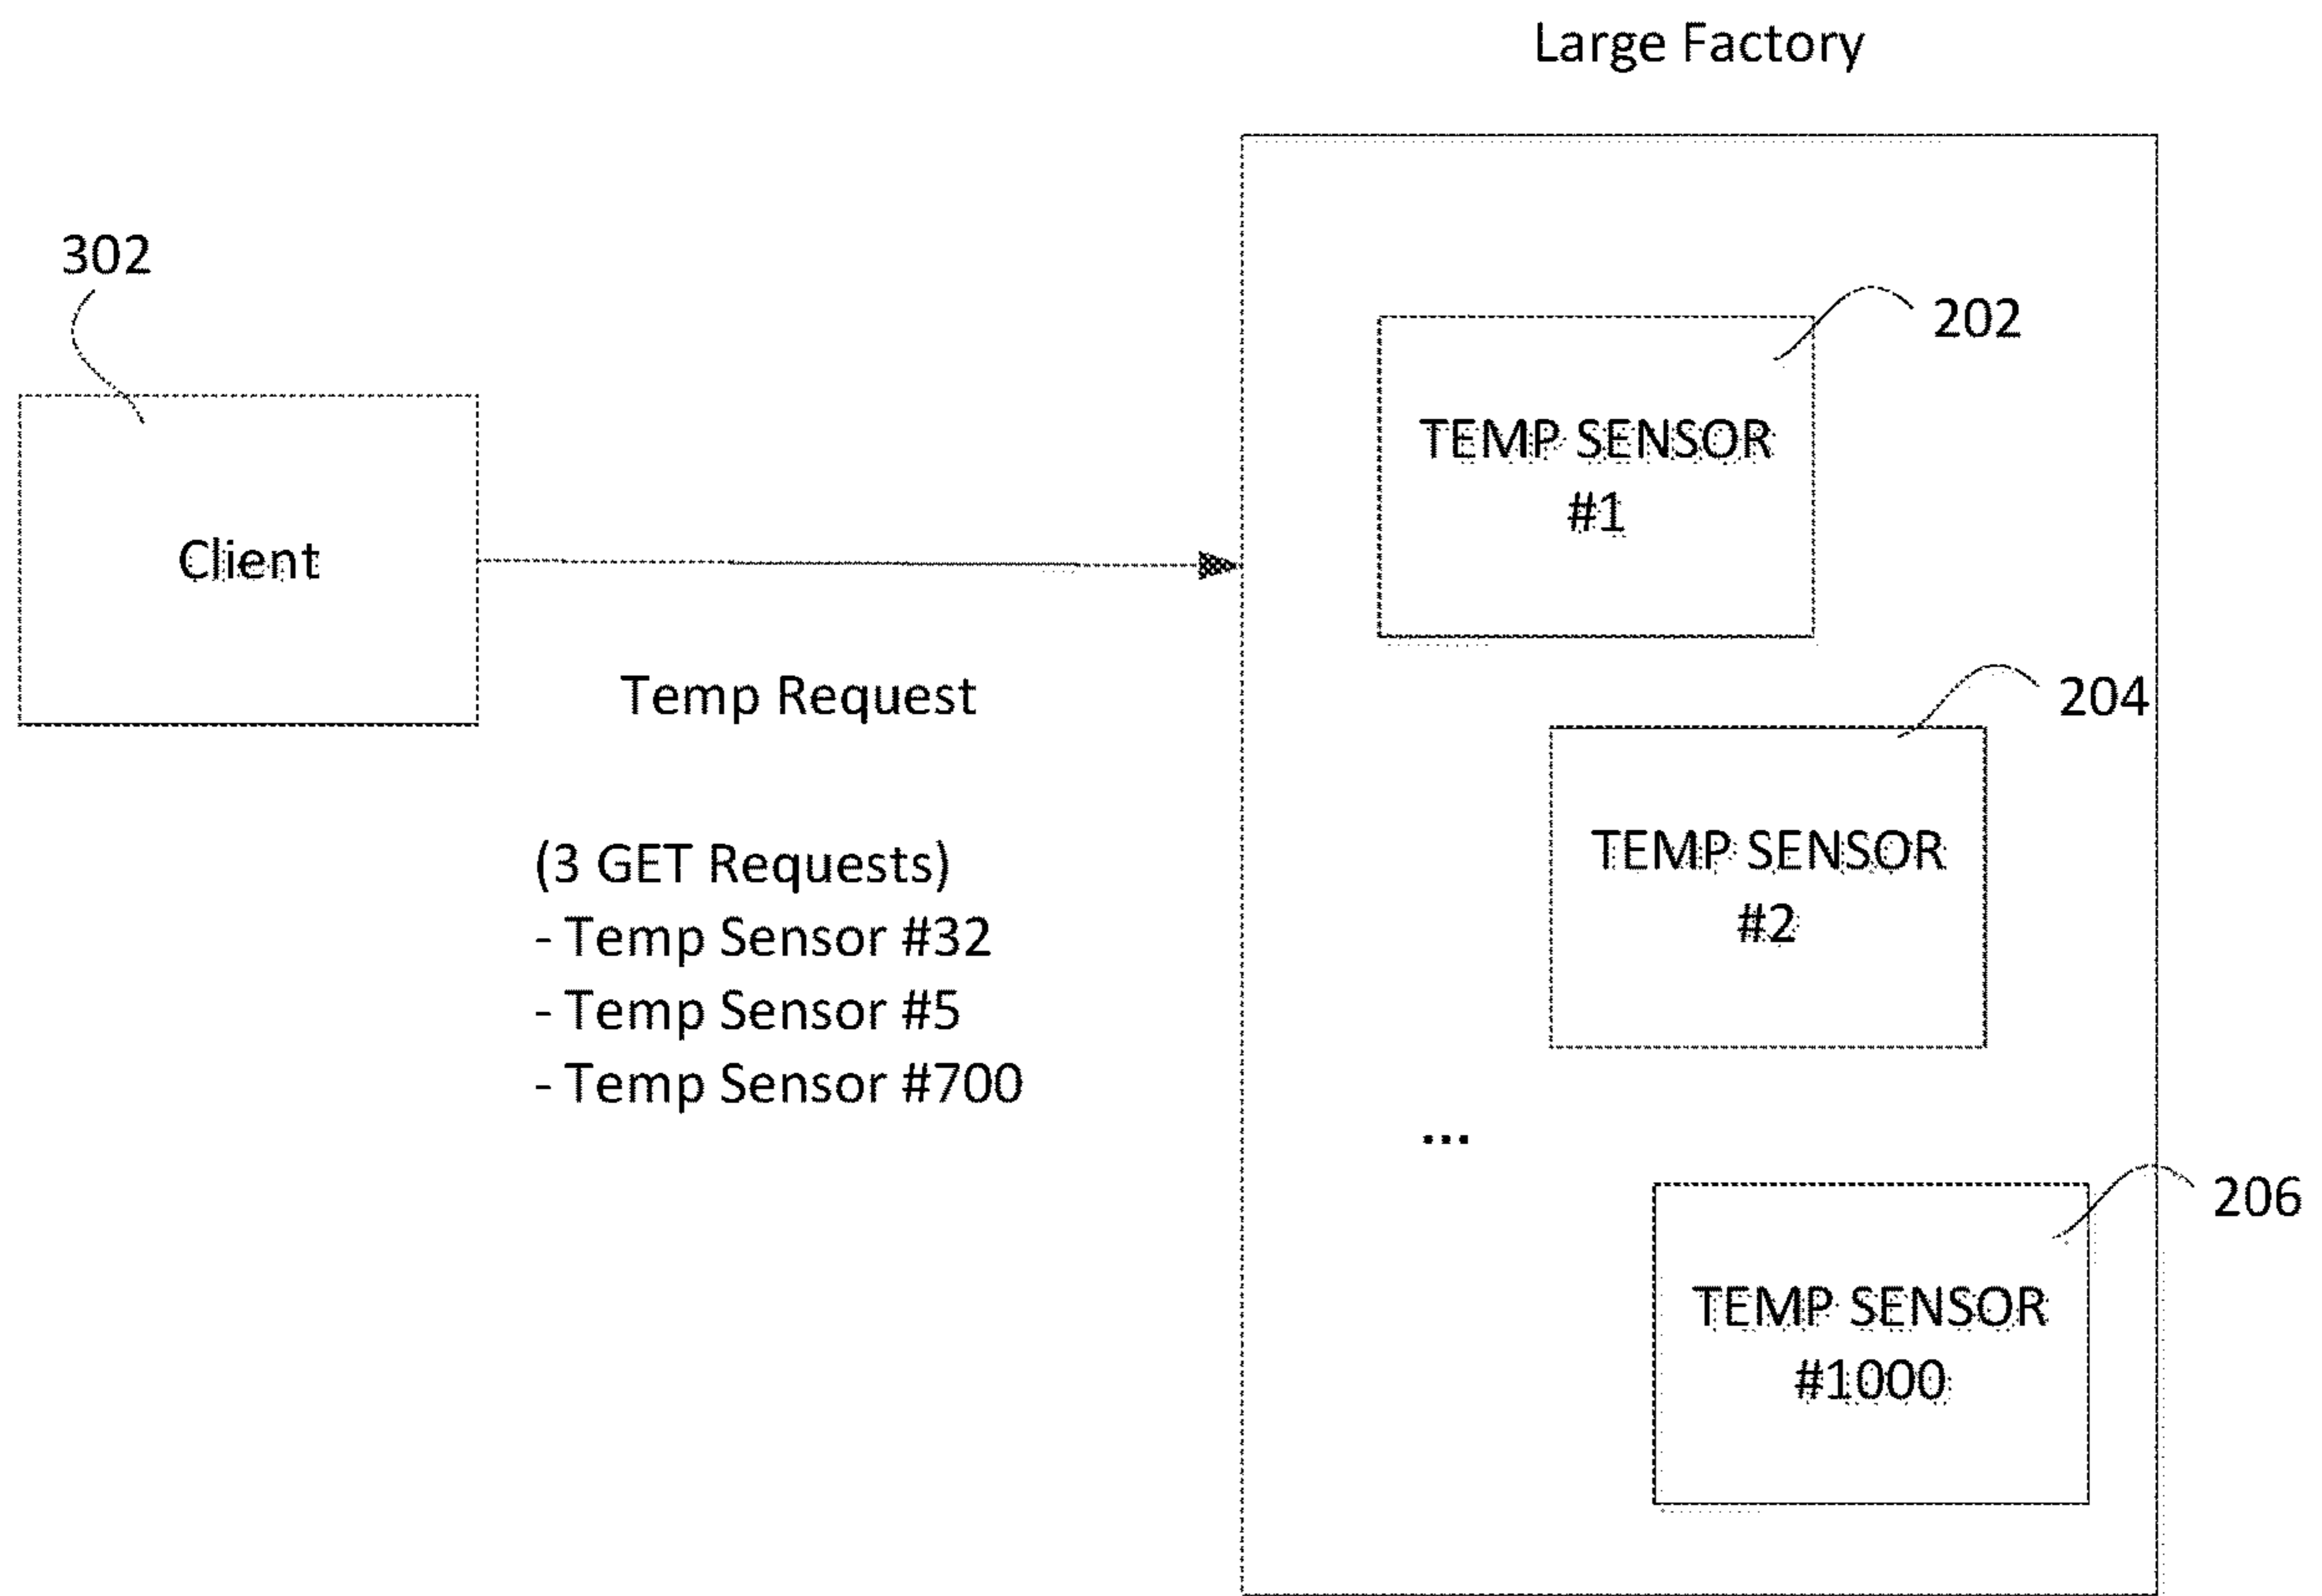 Large Factory
302
202
TEMP SENSOR
#1
Client
Temp Request
204
(3 GET Requests)
- Temp Sensor #32
- Temp Sensor #5
- Temp Sensor #700
TEMP SENSOR
#2
...
206
TEMP SENSOR
#1000